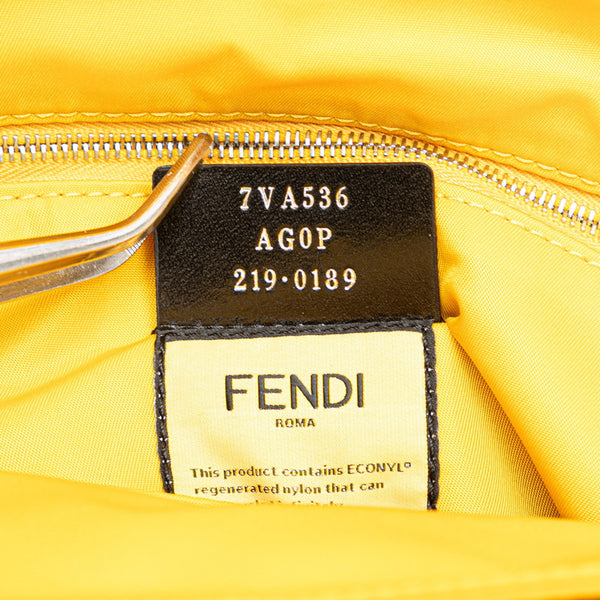 7VA536
AG0P
219·0189
FENDI
ROMA
This product contains ECONYL®
regenerated nylon that can